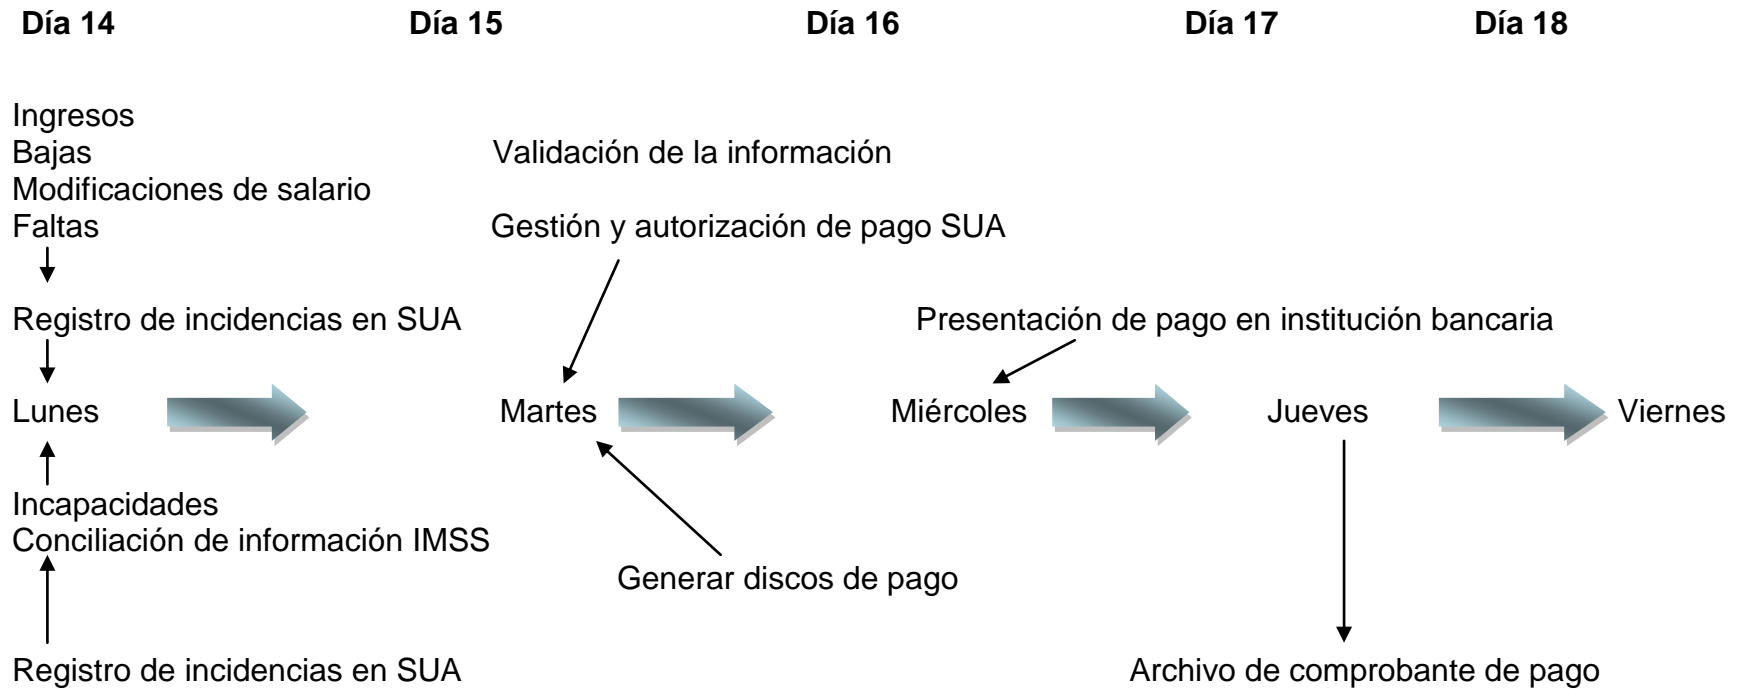 Día 14
Día 15
Día 16
Día 17
Día 18
Ingresos
Bajas
Validación de la información
Modificaciones de salario
Faltas
Gestión y autorización de pago SUA
Registro de incidencias en SUA
Presentación de pago en institución bancaria
Lunes
Martes
Miércoles
Jueves
Viernes
Incapacidades
Conciliación de información IMSS
Generar discos de pago
Registro de incidencias en SUA
Archivo de comprobante de pago